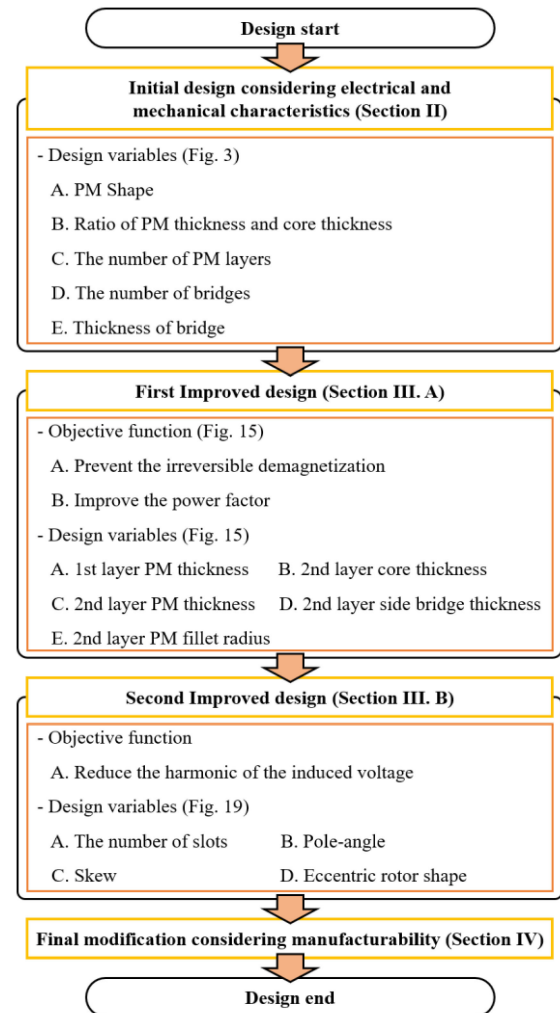 Design start
Initial design considering electrical and
mechanical characteristics (Section II)
- Design variables (Fig. 3)
A. PM Shape
B. Ratio of PM thickness and core thickness
C. The number of PM layers
D. The number of bridges
E. Thickness of bridge
First Improved design (Section III. A)
- Objective function (Fig. 15)
A. Prevent the irreversible demagnetization
B. Improve the power factor
- Design variables (Fig. 15)
A. 1st layer PM thickness B. 2nd layer core thickness
C. 2nd layer PM thickness D. 2nd layer side bridge thickness
E. 2nd layer PM fillet radius
Second Improved design (Section III. B)
- Objective function
A. Reduce the harmonic of the induced voltage
- Design variables (Fig. 19)
A. The number of slots B. Pole-angle
C. Skew D. Eccentric rotor shape
Final modification considering manufacturability (Section IV)
Design end